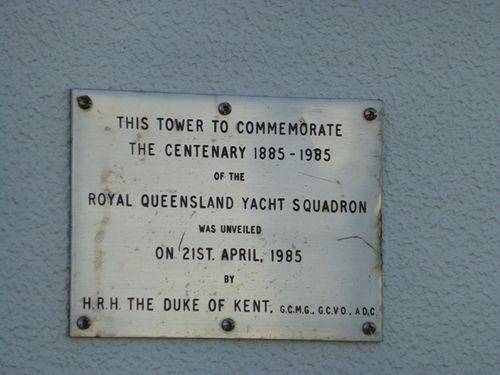 THIS TOWER TO COMMEMORATE
THE CENTENARY 1885-1985
OF THE
ROYAL QUEENSLAND YACHT SQUADRON
WAS UNVEILED
ON 21ST. APRIL, 1985
BY
H.R.H. THE DUKE OF KENT, G.C.M.G., G.C.V.O., A.D.C.